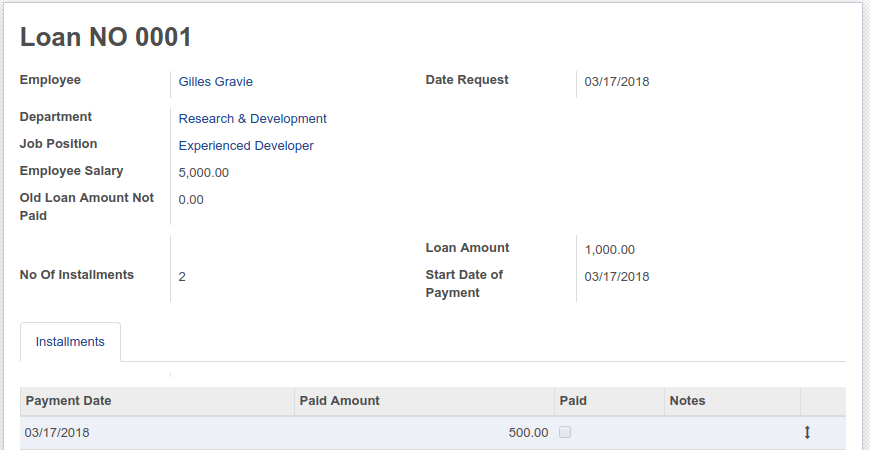 Loan NO 0001
Employee Gilles Gravie Date Request 03/17/2018
Department Research & Development
Job Position Experienced Developer
Employee Salary 5,000.00
Old Loan Amount Not Paid 0.00
Loan Amount 1,000.00
No Of Installments 2 Start Date of Payment 03/17/2018
Installments
Payment Date Paid Amount Paid Notes
03/17/2018 500.00